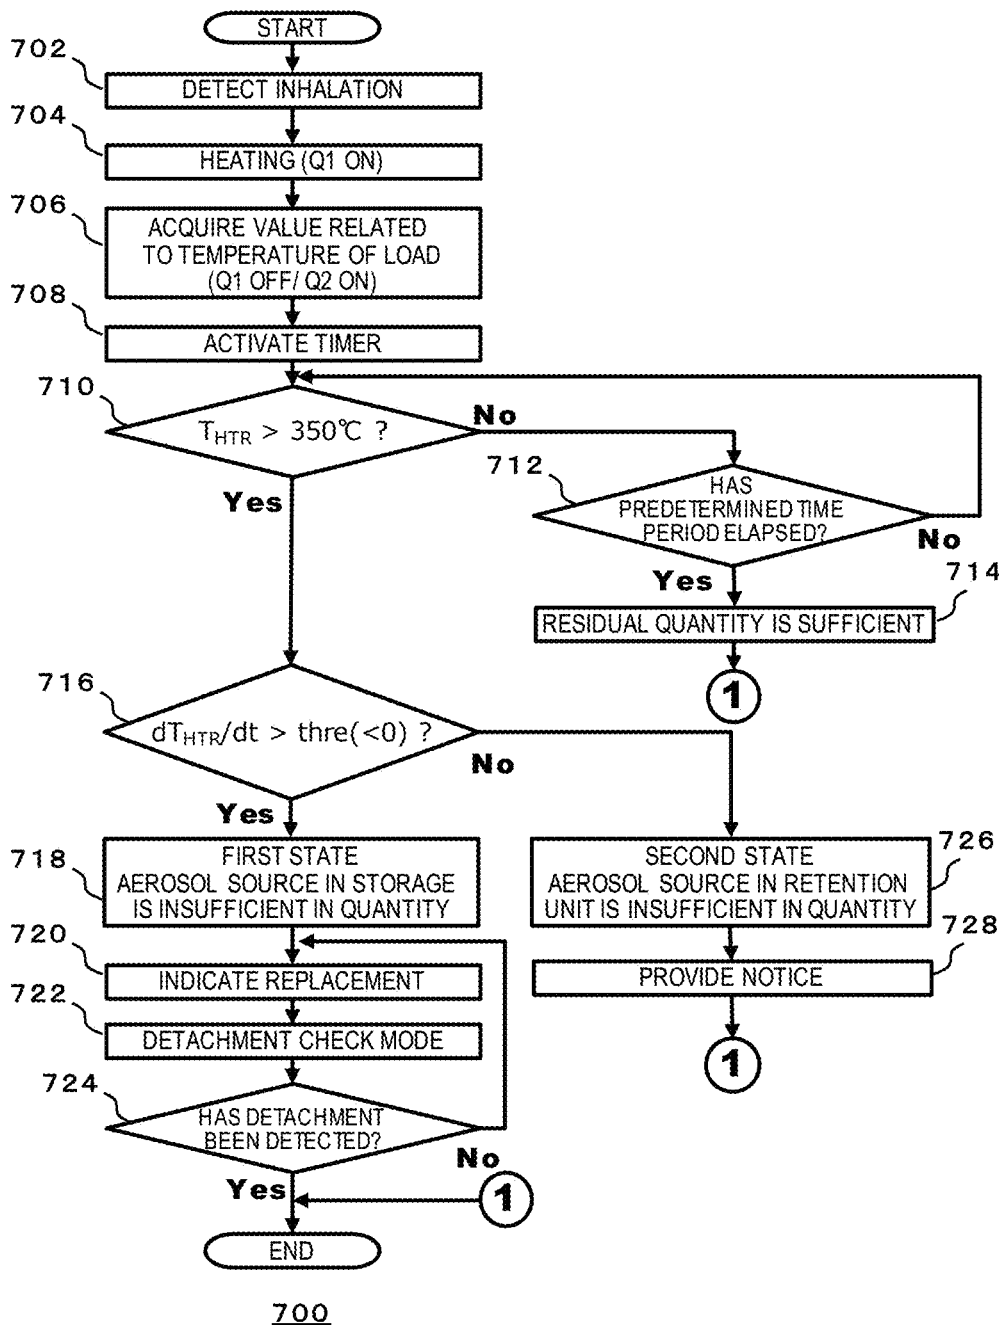 START
702
DETECT INHALATION
704
HEATING (Q1 ON)
706
ACQUIRE VALUE RELATED
TO TEMPERATURE OF LOAD
(Q1 OFF/ Q2 ON)
708
ACTIVATE TIMER
710
T_HTR > 350℃ ?
No
Yes
712
HAS
PREDETERMINED TIME
PERIOD ELAPSED?
No
Yes
714
RESIDUAL QUANTITY IS SUFFICIENT
1
716
dT_HTR/dt > thre(<0) ?
No
Yes
718
FIRST STATE
AEROSOL SOURCE IN STORAGE
IS INSUFFICIENT IN QUANTITY
726
SECOND STATE
AEROSOL SOURCE IN RETENTION
UNIT IS INSUFFICIENT IN QUANTITY
720
INDICATE REPLACEMENT
728
PROVIDE NOTICE
1
722
DETACHMENT CHECK MODE
724
HAS DETACHMENT
BEEN DETECTED?
No
Yes
1
END
700